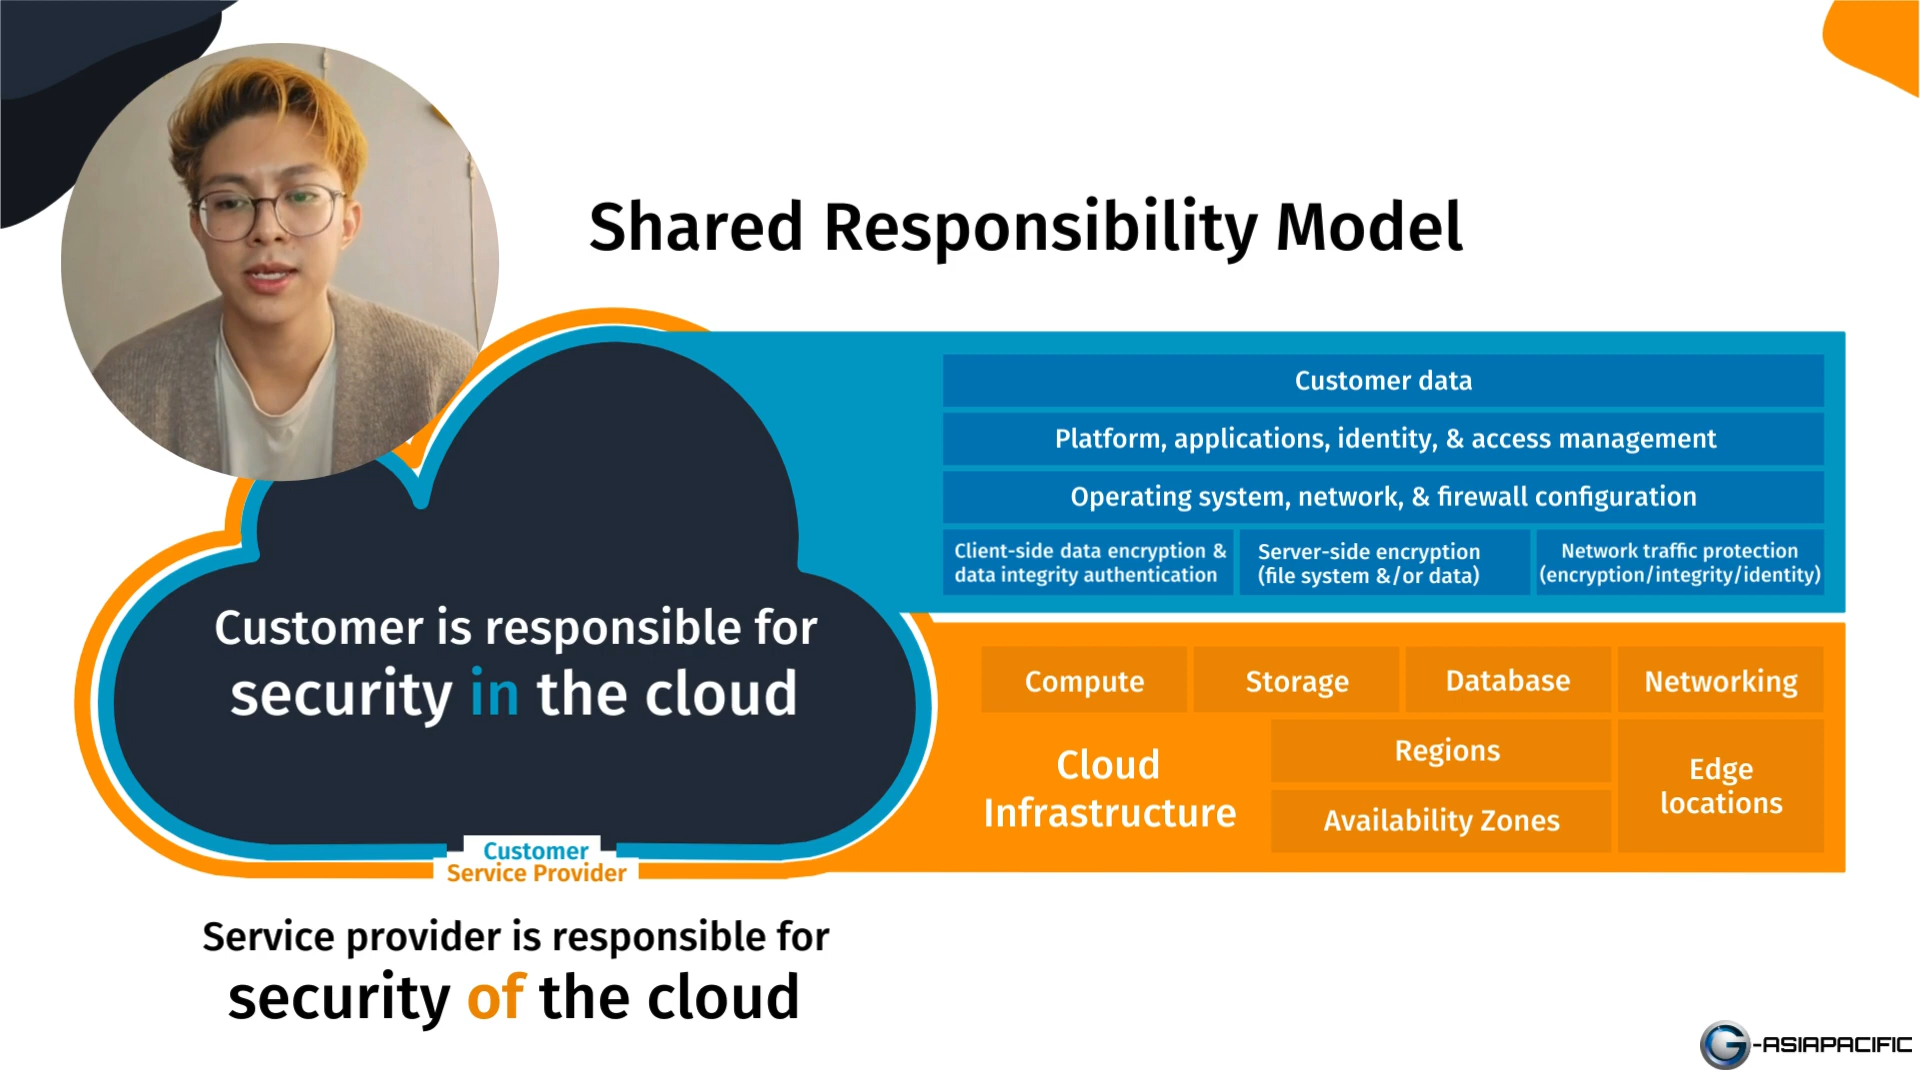 Shared Responsibility Model
Customer data
Platform, applications, identity, & access management
Operating system, network, & firewall configuration
Client-side data encryption &
data integrity authentication
Server-side encryption
(file system &/or data)
Network traffic protection
(encryption/integrity/identity)
Customer is responsible for
security in the cloud
Compute
Storage
Database
Networking
Cloud
Infrastructure
Regions
Availability Zones
Edge
locations
Customer
Service Provider
Service provider is responsible for
security of the cloud
G-ASIAPACIFIC